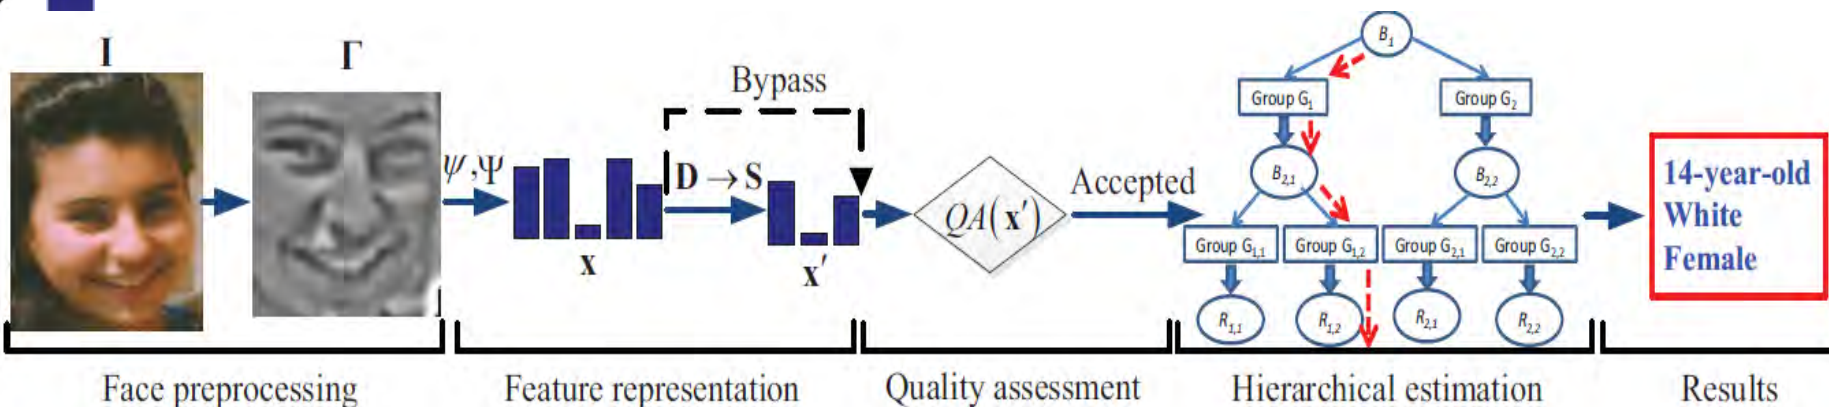 I
Γ
ψ,Ψ
x
Bypass
D → S
x′
QA(x′)
Accepted
B1
Group G1
Group G2
B2,1
B2,2
Group G1,1
Group G1,2
Group G2,1
Group G2,2
R1,1
R1,2
R2,1
R2,2
14-year-old
White
Female
Face preprocessing
Feature representation
Quality assessment
Hierarchical estimation
Results